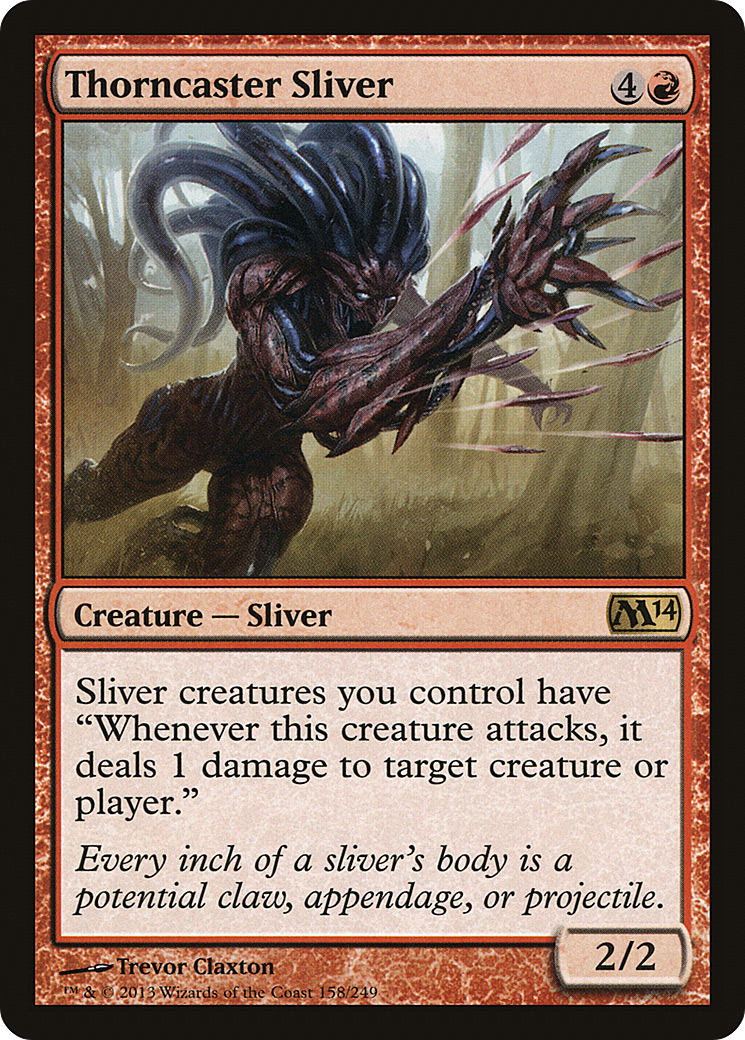 Thorncaster Sliver 4
Creature — Sliver M14
Sliver creatures you control have
“Whenever this creature attacks, it
deals 1 damage to target creature or
player.”
Every inch of a sliver’s body is a
potential claw, appendage, or projectile.
2/2
Trevor Claxton
™ & © 2013 Wizards of the Coast 158/249